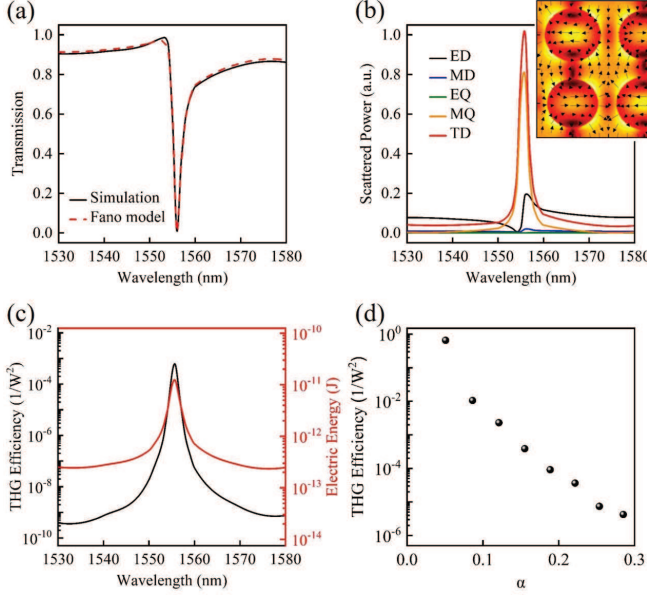 (a)
1.0
0.8
0.6
0.4
0.2
0.0
Transmission
Simulation
Fano model
1530 1540 1550 1560 1570 1580
Wavelength (nm)
(b)
1.0
0.8
0.6
0.4
0.2
0.0
Scattered Power (a.u.)
ED
MD
EQ
MQ
TD
1530 1540 1550 1560 1570 1580
Wavelength (nm)
(c)
10-2
10-4
10-6
10-8
10-10
THG Efficiency (1/W2)
10-10
10-11
10-12
10-13
10-14
Electric Energy (J)
1530 1540 1550 1560 1570 1580
Wavelength (nm)
(d)
100
10-2
10-4
10-6
THG Efficiency (1/W2)
0.0 0.1 0.2 0.3
α